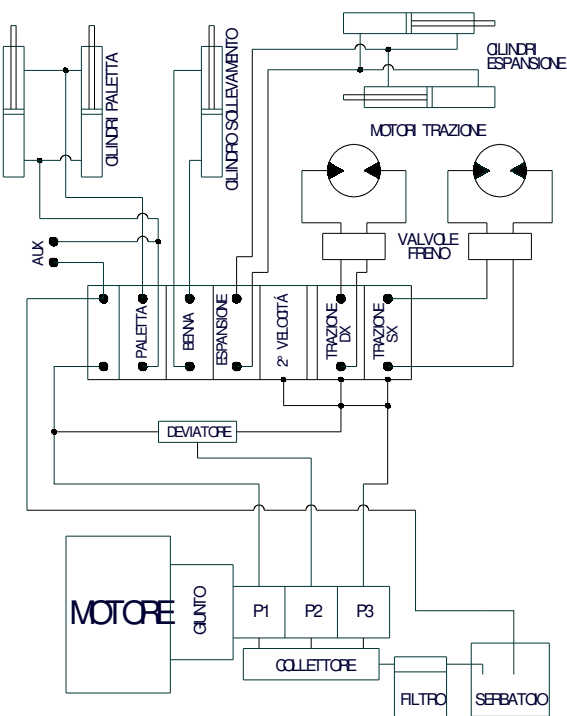 CILINDRI
ESPANSIONE
CILINDRI PALETTA
CILINDRO SOLLEVAMENTO
MOTORI TRAZIONE
VALVOLE
FRENO
AUX
PALETTA
BENNA
ESPANSIONE
2° VELOCITÁ
TRAZIONE
DX
TRAZIONE
SX
DEVIATORE
MOTORE
GIUNTO
P1
P2
P3
COLLETTORE
FILTRO
SERBATOIO